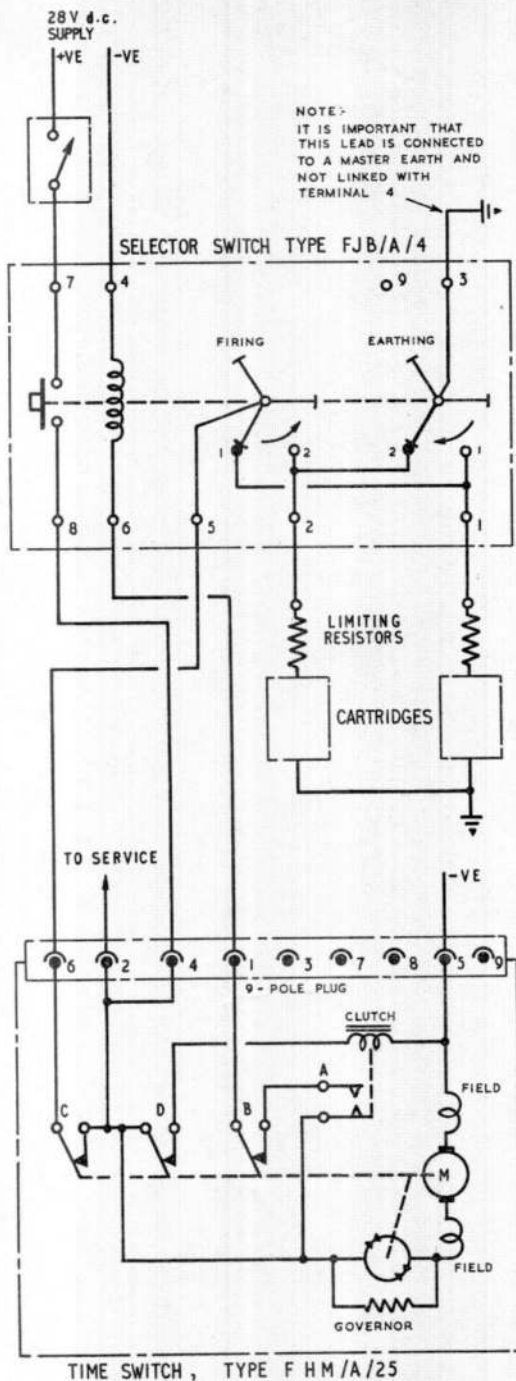 28V d.c.
SUPPLY
+VE -VE
NOTE:-
IT IS IMPORTANT THAT
THIS LEAD IS CONNECTED
TO A MASTER EARTH AND
NOT LINKED WITH
TERMINAL 4
SELECTOR SWITCH TYPE FJB/A/4
7 4 9 3
FIRING EARTHING
1 2 2 1
8 6 5 2 1
LIMITING
RESISTORS
CARTRIDGES
TO SERVICE
-VE
6 2 4 1 3 7 8 5 9
9-POLE PLUG
CLUTCH
A
FIELD
C D B
M
FIELD
GOVERNOR
TIME SWITCH, TYPE FHM/A/25